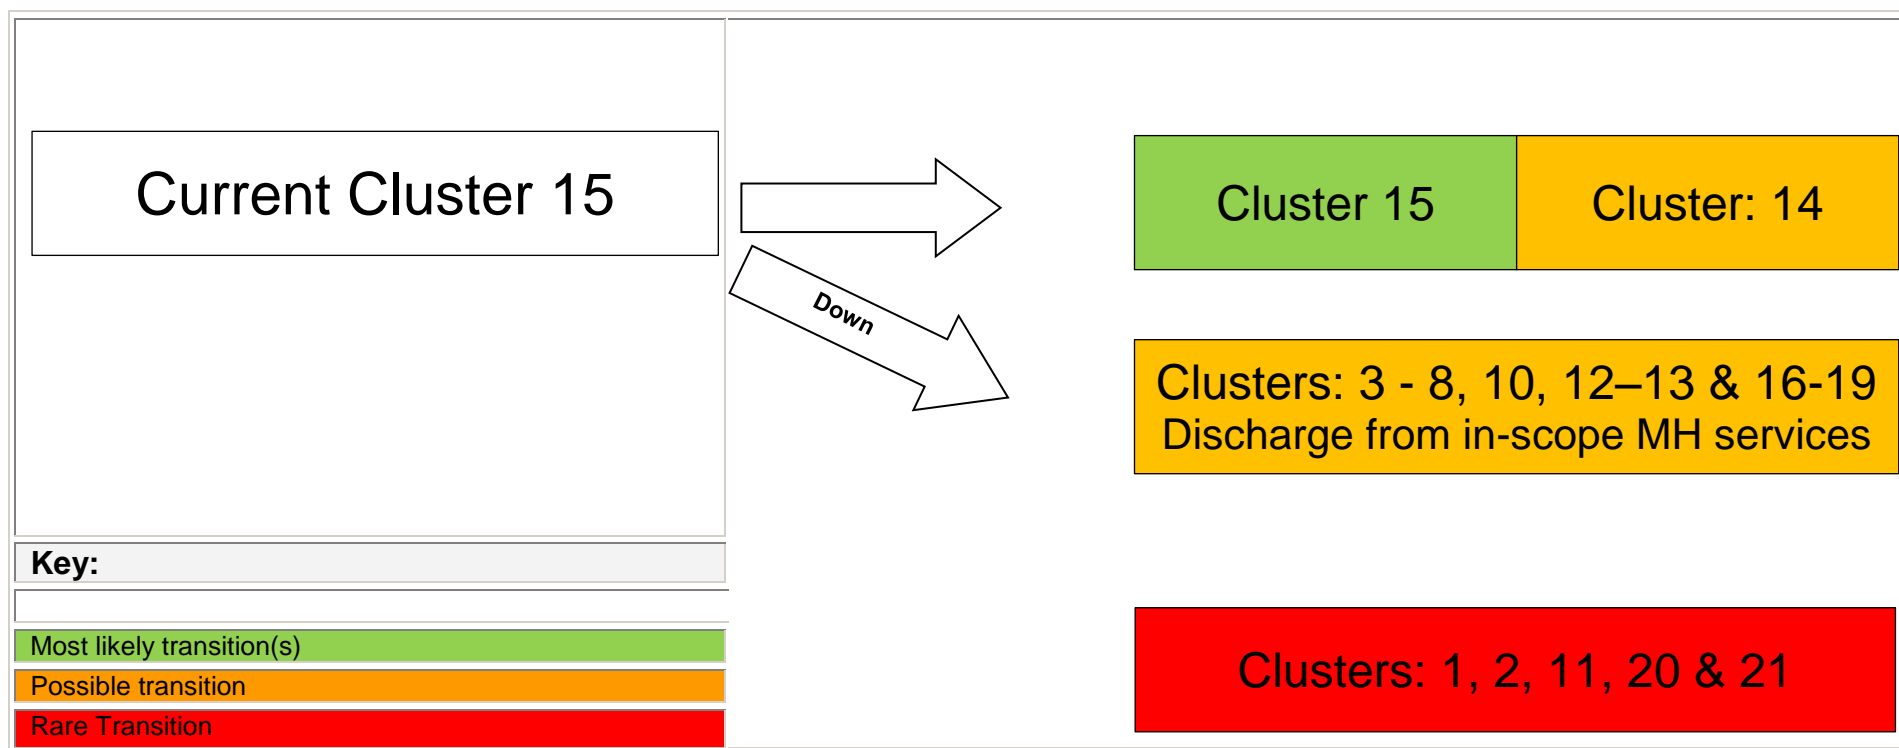 Current Cluster 15
Cluster 15
Cluster: 14
Down
Clusters: 3 - 8, 10, 12–13 & 16-19
Discharge from in-scope MH services
Key:
Most likely transition(s)
Possible transition
Rare Transition
Clusters: 1, 2, 11, 20 & 21